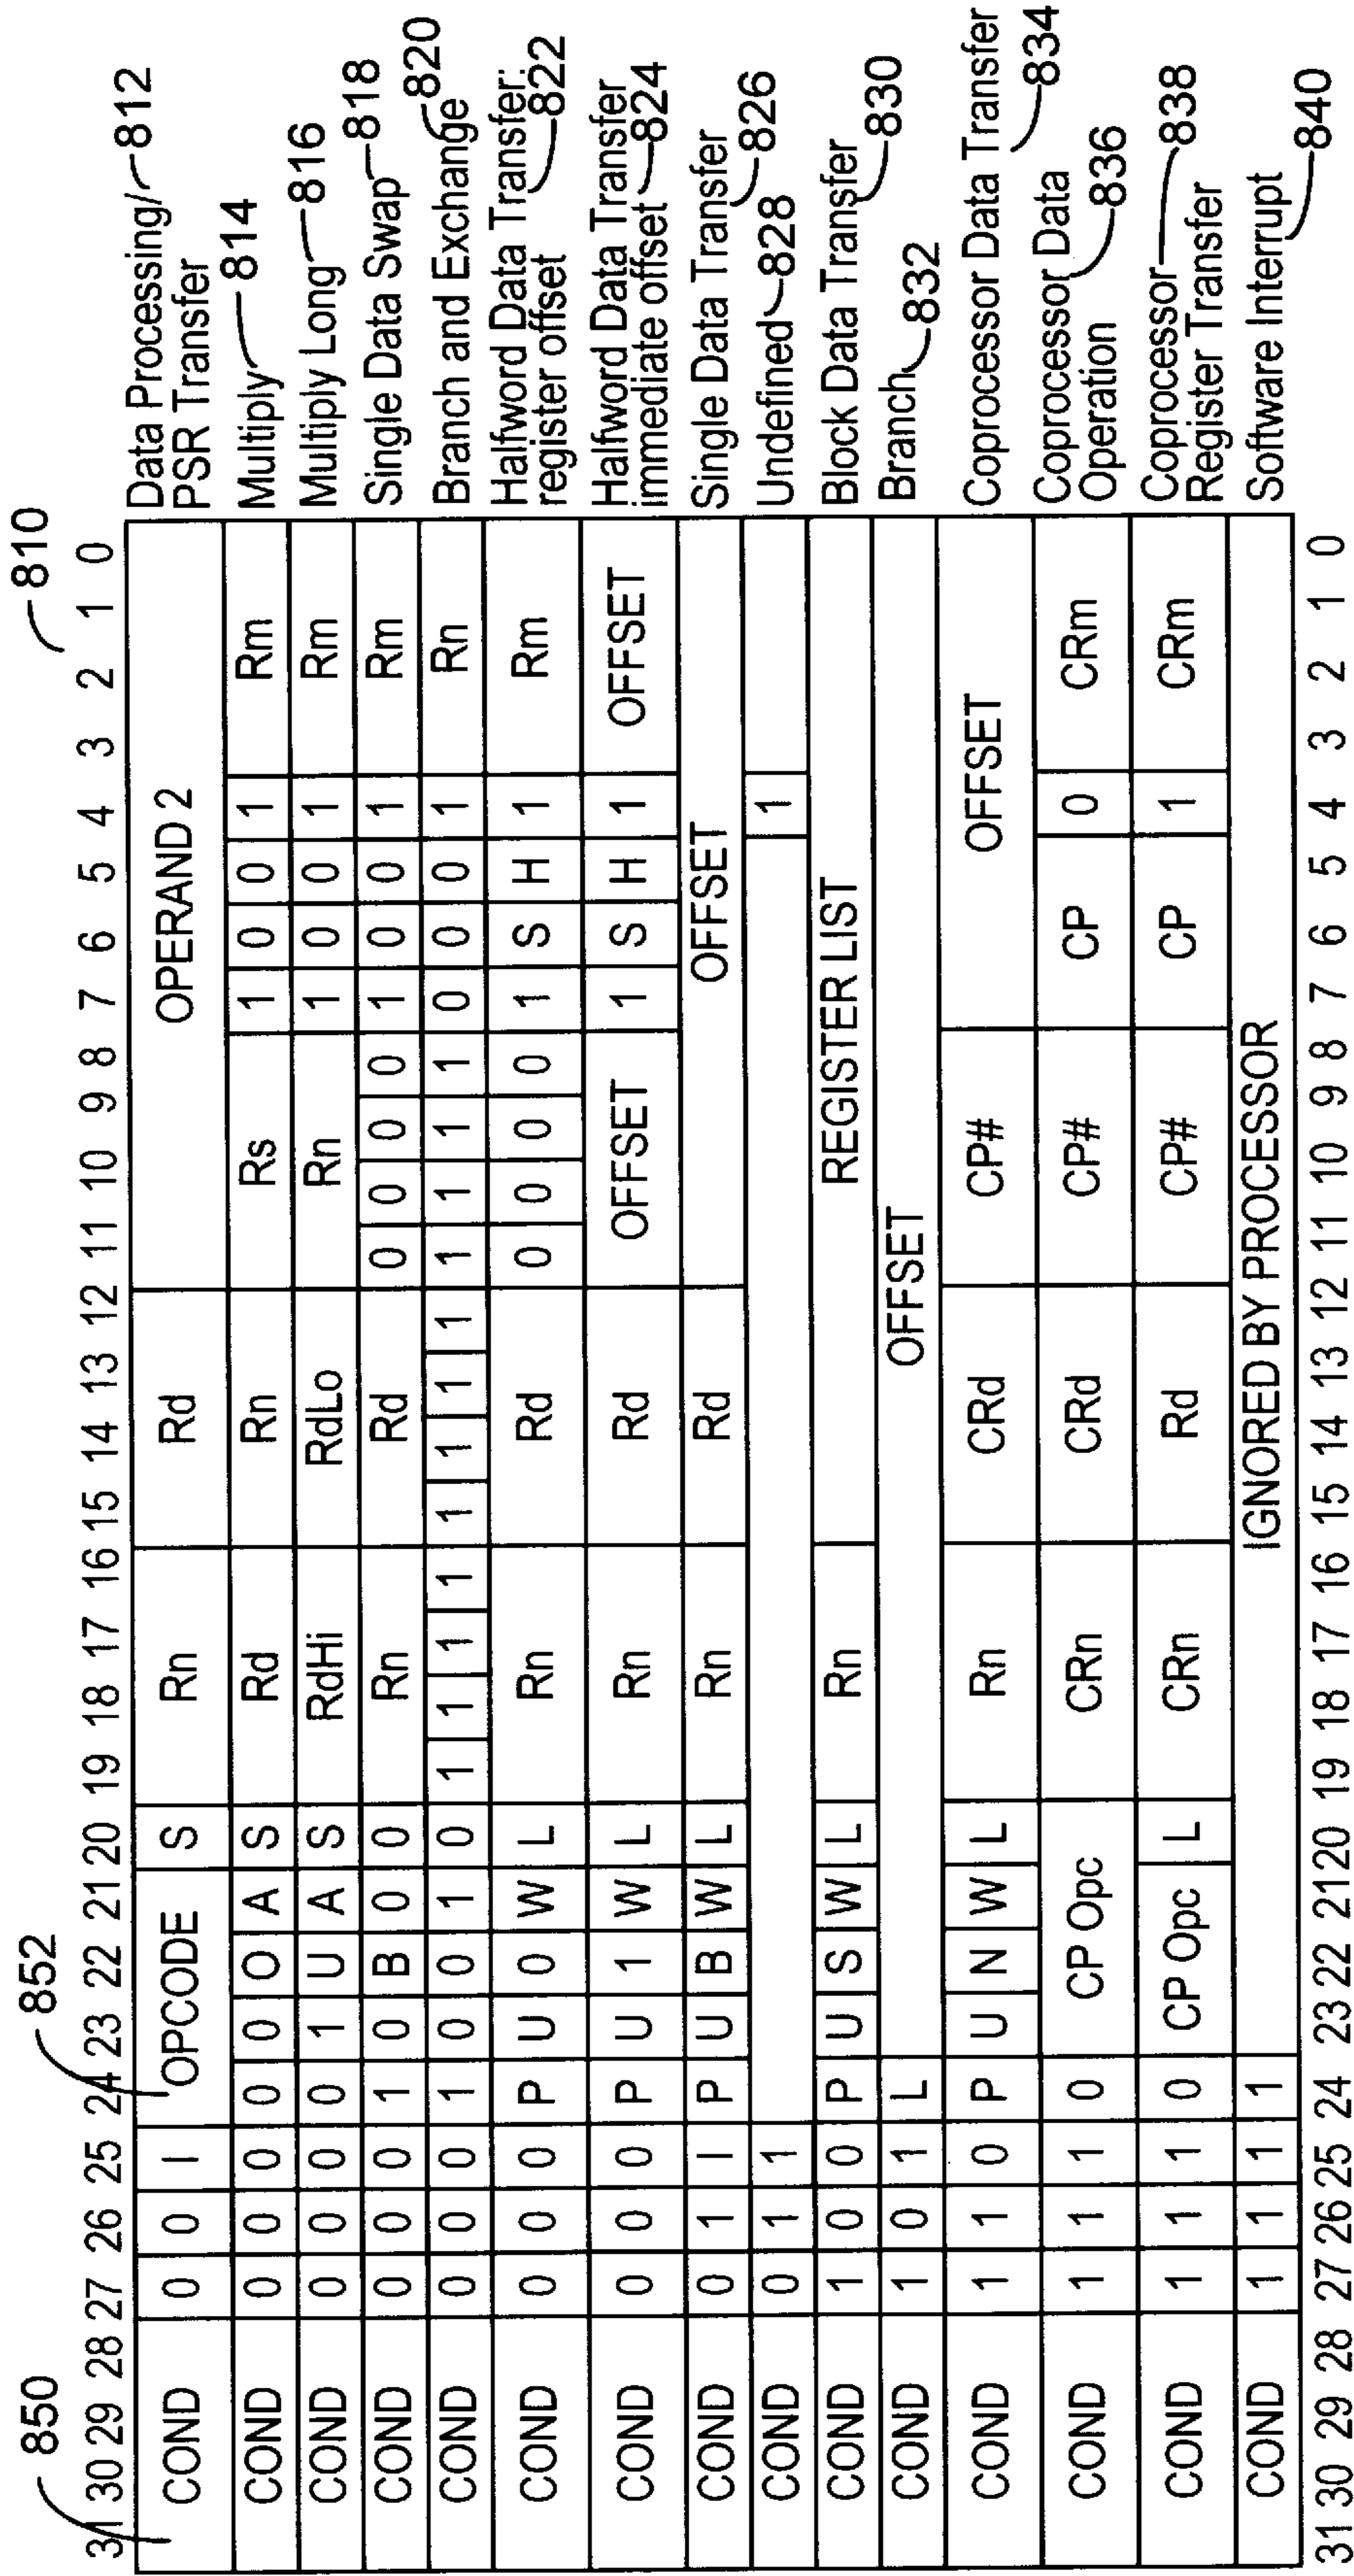 810
850
852
31 30 29 28 27 26 25 24 23 22 21 20 19 18 17 16 15 14 13 12 11 10 9 8 7 6 5 4 3 2 1 0
COND 0 0 I OPCODE S Rn Rd OPERAND 2 Data Processing/ PSR Transfer 812
COND 0 0 0 0 0 O A S Rd Rn Rs 1 0 0 1 Rm Multiply 814
COND 0 0 0 0 1 U A S RdHi RdLo Rn 1 0 0 1 Rm Multiply Long 816
COND 0 0 0 1 0 B 0 0 Rn Rd 0 0 0 0 1 0 0 1 Rm Single Data Swap 818
COND 0 0 0 1 0 0 1 0 1 1 1 1 1 1 1 1 1 1 1 1 0 0 0 1 Rn Branch and Exchange 820
COND 0 0 0 P U 0 W L Rn Rd 0 0 0 0 1 S H 1 Rm Halfword Data Transfer: register offset 822
COND 0 0 0 P U 1 W L Rn Rd OFFSET 1 S H 1 OFFSET Halfword Data Transfer immediate offset 824
COND 0 1 I P U B W L Rn Rd OFFSET Single Data Transfer 826
COND 0 1 1 1 Undefined 828
COND 1 0 0 P U S W L Rn REGISTER LIST Block Data Transfer 830
COND 1 0 1 L OFFSET Branch 832
COND 1 1 0 P U N W L Rn CRd CP# OFFSET Coprocessor Data Transfer 834
COND 1 1 1 0 CP Opc CRn CRd CP# CP 0 CRm Coprocessor Data Operation 836
COND 1 1 1 0 CP Opc L CRn Rd CP# CP 1 CRm Coprocessor Register Transfer 838
COND 1 1 1 1 IGNORED BY PROCESSOR Software Interrupt 840
31 30 29 28 27 26 25 24 23 22 21 20 19 18 17 16 15 14 13 12 11 10 9 8 7 6 5 4 3 2 1 0